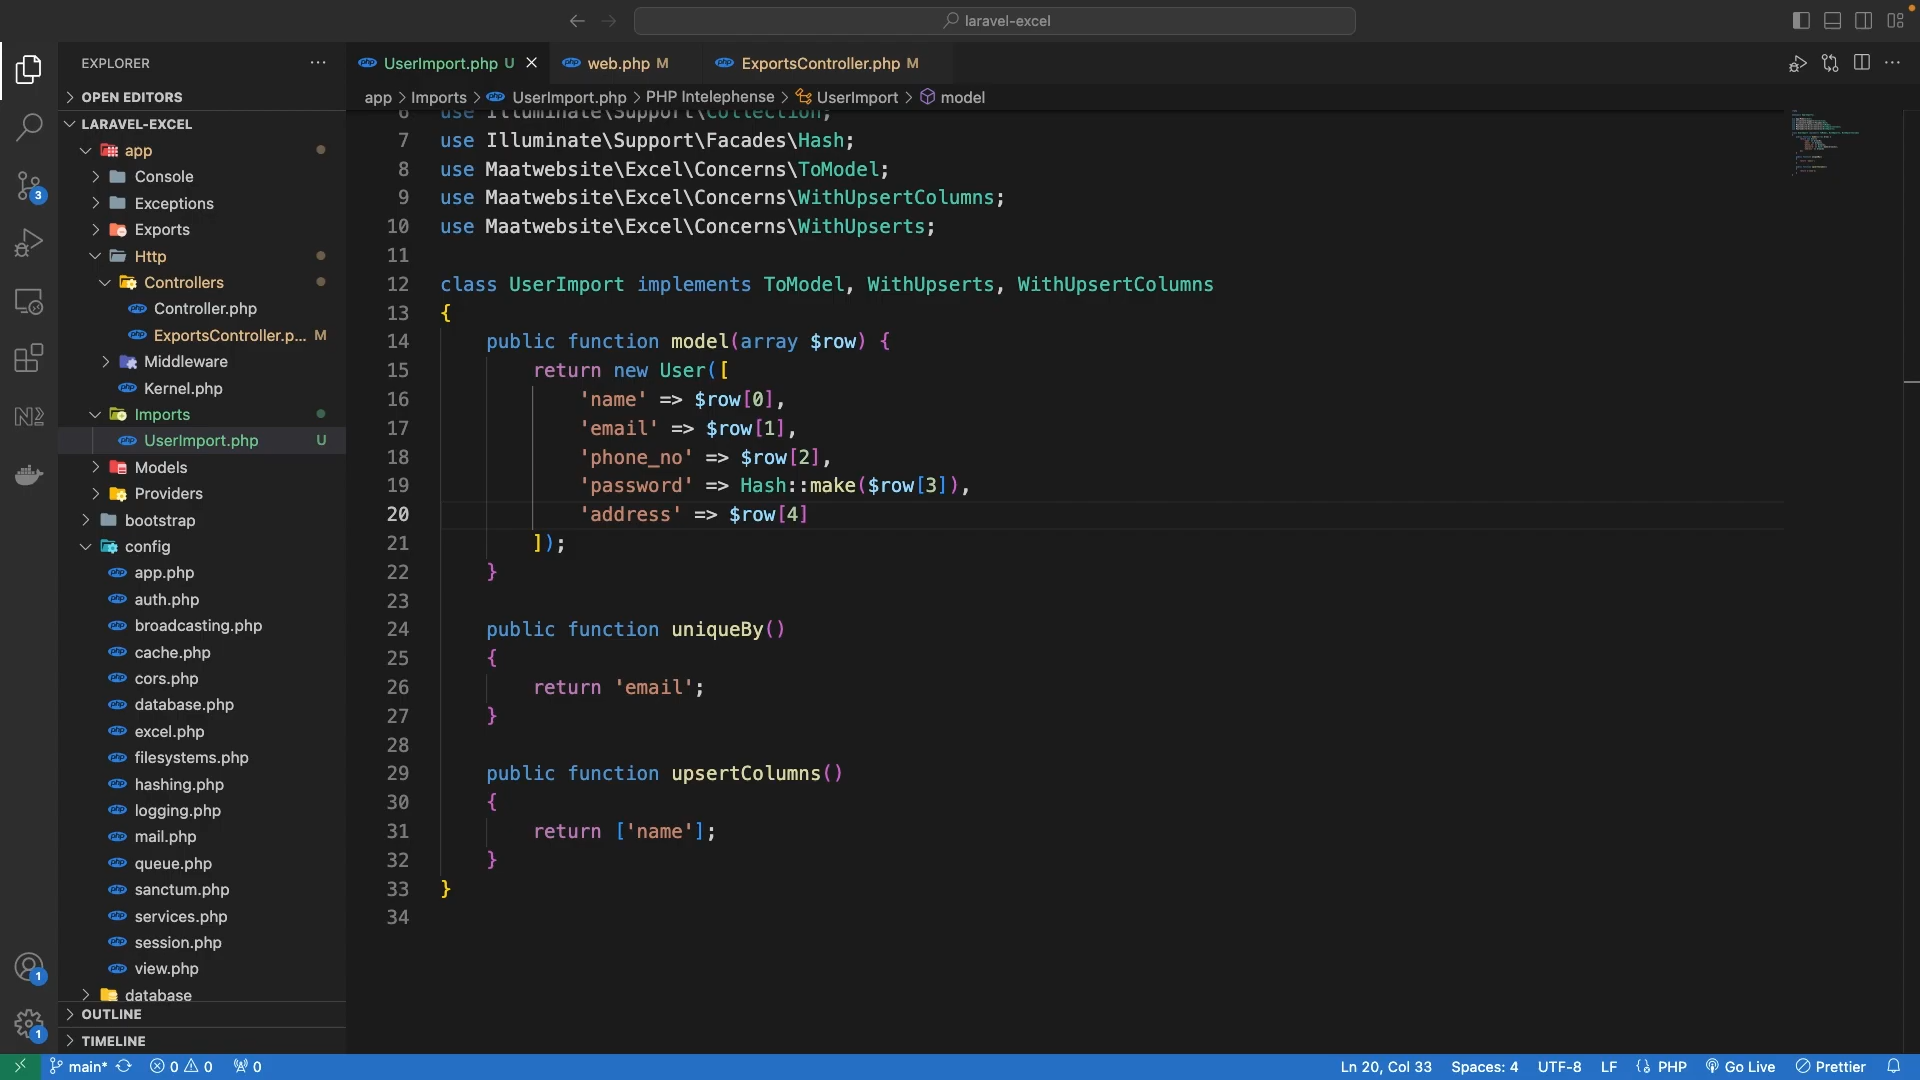 laravel-excel
EXPLORER
OPEN EDITORS
LARAVEL-EXCEL
app
Console
Exceptions
Exports
Http
Controllers
Controller.php
ExportsController.p... M
Middleware
Kernel.php
Imports
UserImport.php U
Models
Providers
bootstrap
config
app.php
auth.php
broadcasting.php
cache.php
cors.php
database.php
excel.php
filesystems.php
hashing.php
logging.php
mail.php
queue.php
sanctum.php
services.php
session.php
view.php
database
OUTLINE
TIMELINE
3
1
1
UserImport.php U
web.php M
ExportsController.php M
app > Imports > UserImport.php > PHP Intelephense > UserImport > model
6 use Illuminate\Support\Collection;
7 use Illuminate\Support\Facades\Hash;
8 use Maatwebsite\Excel\Concerns\ToModel;
9 use Maatwebsite\Excel\Concerns\WithUpsertColumns;
10 use Maatwebsite\Excel\Concerns\WithUpserts;
11
12 class UserImport implements ToModel, WithUpserts, WithUpsertColumns
13 {
14 public function model(array $row) {
15 return new User([
16 'name' => $row[0],
17 'email' => $row[1],
18 'phone_no' => $row[2],
19 'password' => Hash::make($row[3]),
20 'address' => $row[4]
21 ]);
22 }
23
24 public function uniqueBy()
25 {
26 return 'email';
27 }
28
29 public function upsertColumns()
30 {
31 return ['name'];
32 }
33 }
34
main* 0 0 0
Ln 20, Col 33 Spaces: 4 UTF-8 LF PHP Go Live Prettier